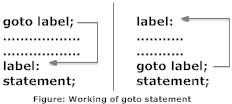 goto label;
..................
..................
label:
statement;
label:
...........
...........
goto label;
statement;
Figure: Working of goto statement